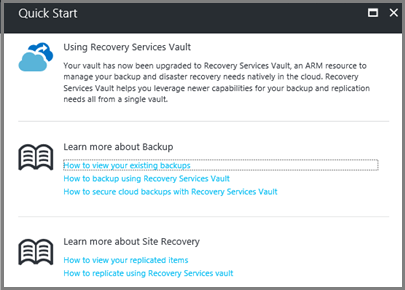 Quick Start
Using Recovery Services Vault
Your vault has now been upgraded to Recovery Services Vault, an ARM resource to
manage your backup and disaster recovery needs natively in the cloud. Recovery
Services Vault helps you leverage newer capabilities for your backup and replication
needs all from a single vault.
Learn more about Backup
How to view your existing backups
How to backup using Recovery Services Vault
How to secure cloud backups with Recovery Services Vault
Learn more about Site Recovery
How to view your replicated items
How to replicate using Recovery Services vault